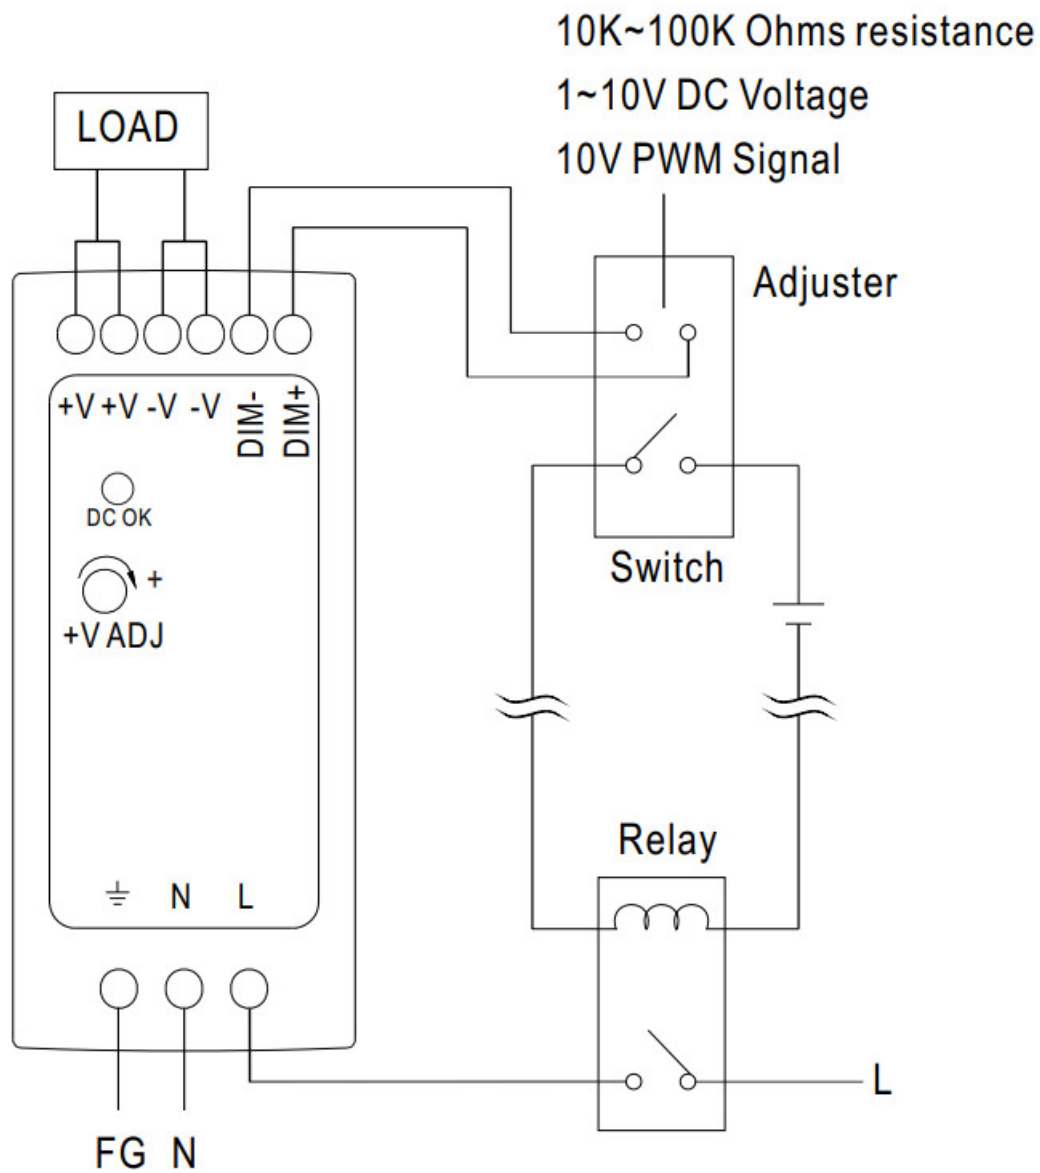 10K~100K Ohms resistance
1~10V DC Voltage
10V PWM Signal
LOAD
Adjuster
+V +V -V -V DIM- DIM+
DC OK
+
+V ADJ
Switch
Relay
N L
L
FG N